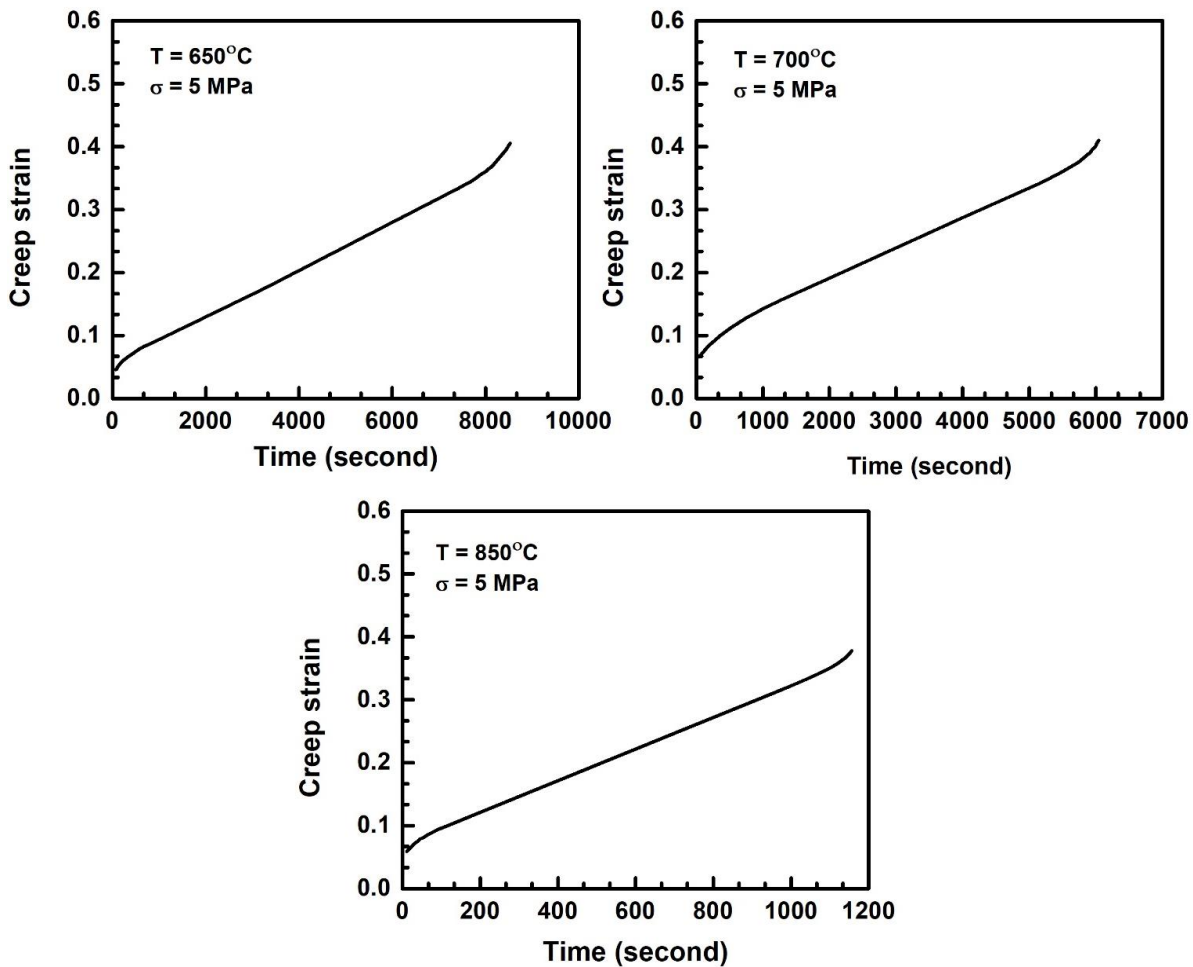 0.6
T = 650°C
σ = 5 MPa
0.5
0.4
0.3
0.2
0.1
0.0
Creep strain
0 2000 4000 6000 8000 10000
Time (second)
0.6
T = 700°C
σ = 5 MPa
0.5
0.4
0.3
0.2
0.1
0.0
Creep strain
0 1000 2000 3000 4000 5000 6000 7000
Time (second)
0.6
T = 850°C
σ = 5 MPa
0.5
0.4
0.3
0.2
0.1
0.0
Creep strain
0 200 400 600 800 1000 1200
Time (second)